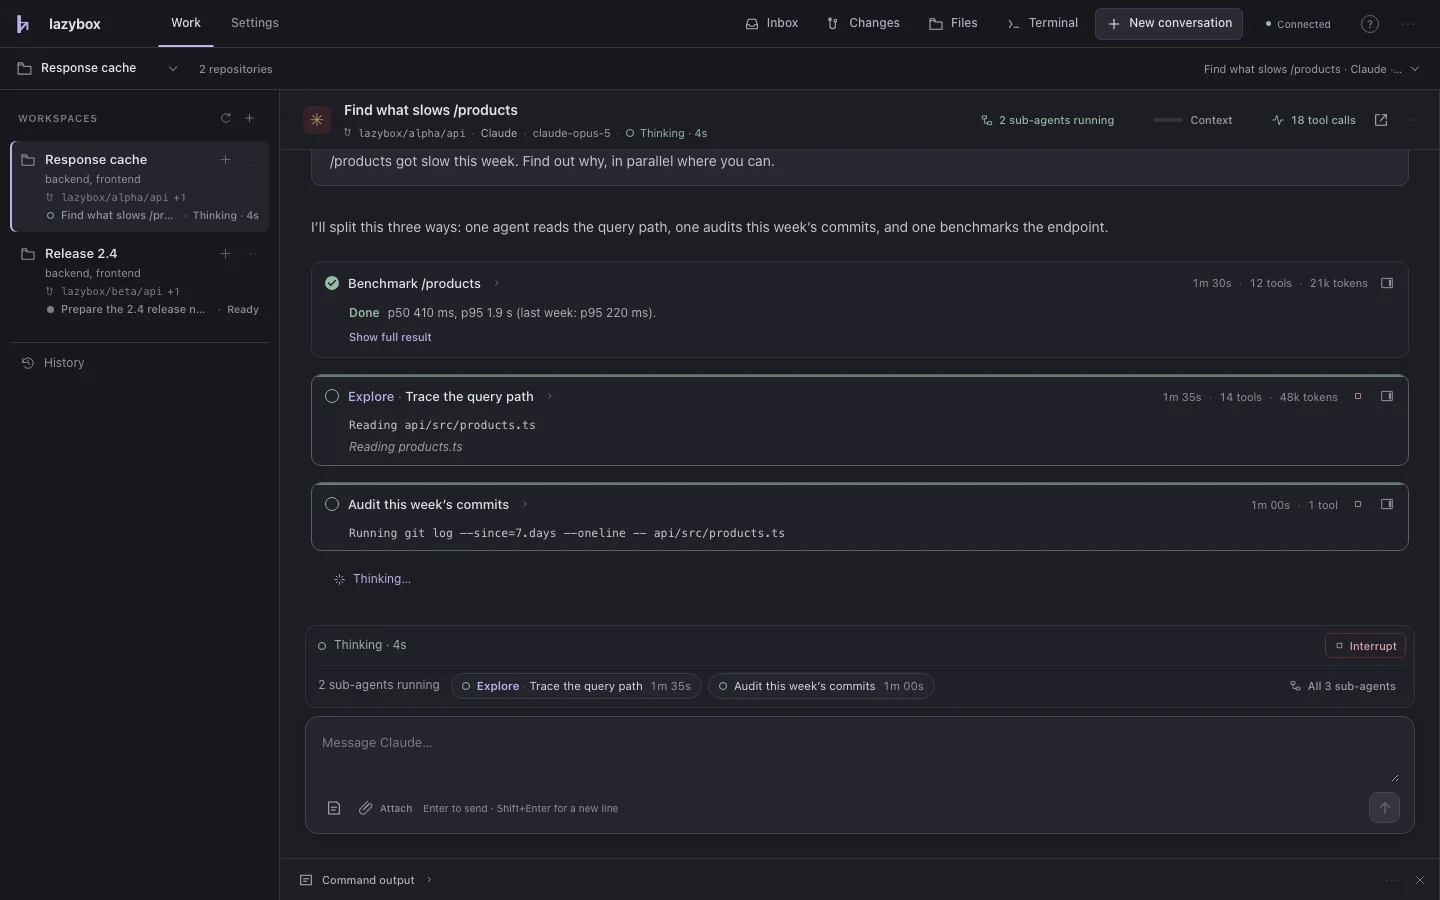 lazybox
Work
Settings
Inbox
Changes
Files
Terminal
New conversation
Connected
Response cache
2 repositories
Find what slows /products · Claude ·...
WORKSPACES
Response cache
backend, frontend
lazybox/alpha/api +1
Find what slows /pr... · Thinking · 4s
Release 2.4
backend, frontend
lazybox/beta/api +1
Prepare the 2.4 release n... · Ready
History
Find what slows /products
lazybox/alpha/api · Claude · claude-opus-5 · Thinking · 4s
2 sub-agents running
Context
18 tool calls
/products got slow this week. Find out why, in parallel where you can.
I’ll split this three ways: one agent reads the query path, one audits this week’s commits, and one benchmarks the endpoint.
Benchmark /products
1m 30s · 12 tools · 21k tokens
Done p50 410 ms, p95 1.9 s (last week: p95 220 ms).
Show full result
Explore · Trace the query path
1m 35s · 14 tools · 48k tokens
Reading api/src/products.ts
Reading products.ts
Audit this week’s commits
1m 00s · 1 tool
Running git log --since=7.days --oneline -- api/src/products.ts
Thinking...
Thinking · 4s
Interrupt
2 sub-agents running
Explore · Trace the query path 1m 35s
Audit this week’s commits 1m 00s
All 3 sub-agents
Message Claude...
Attach
Enter to send · Shift+Enter for a new line
Command output